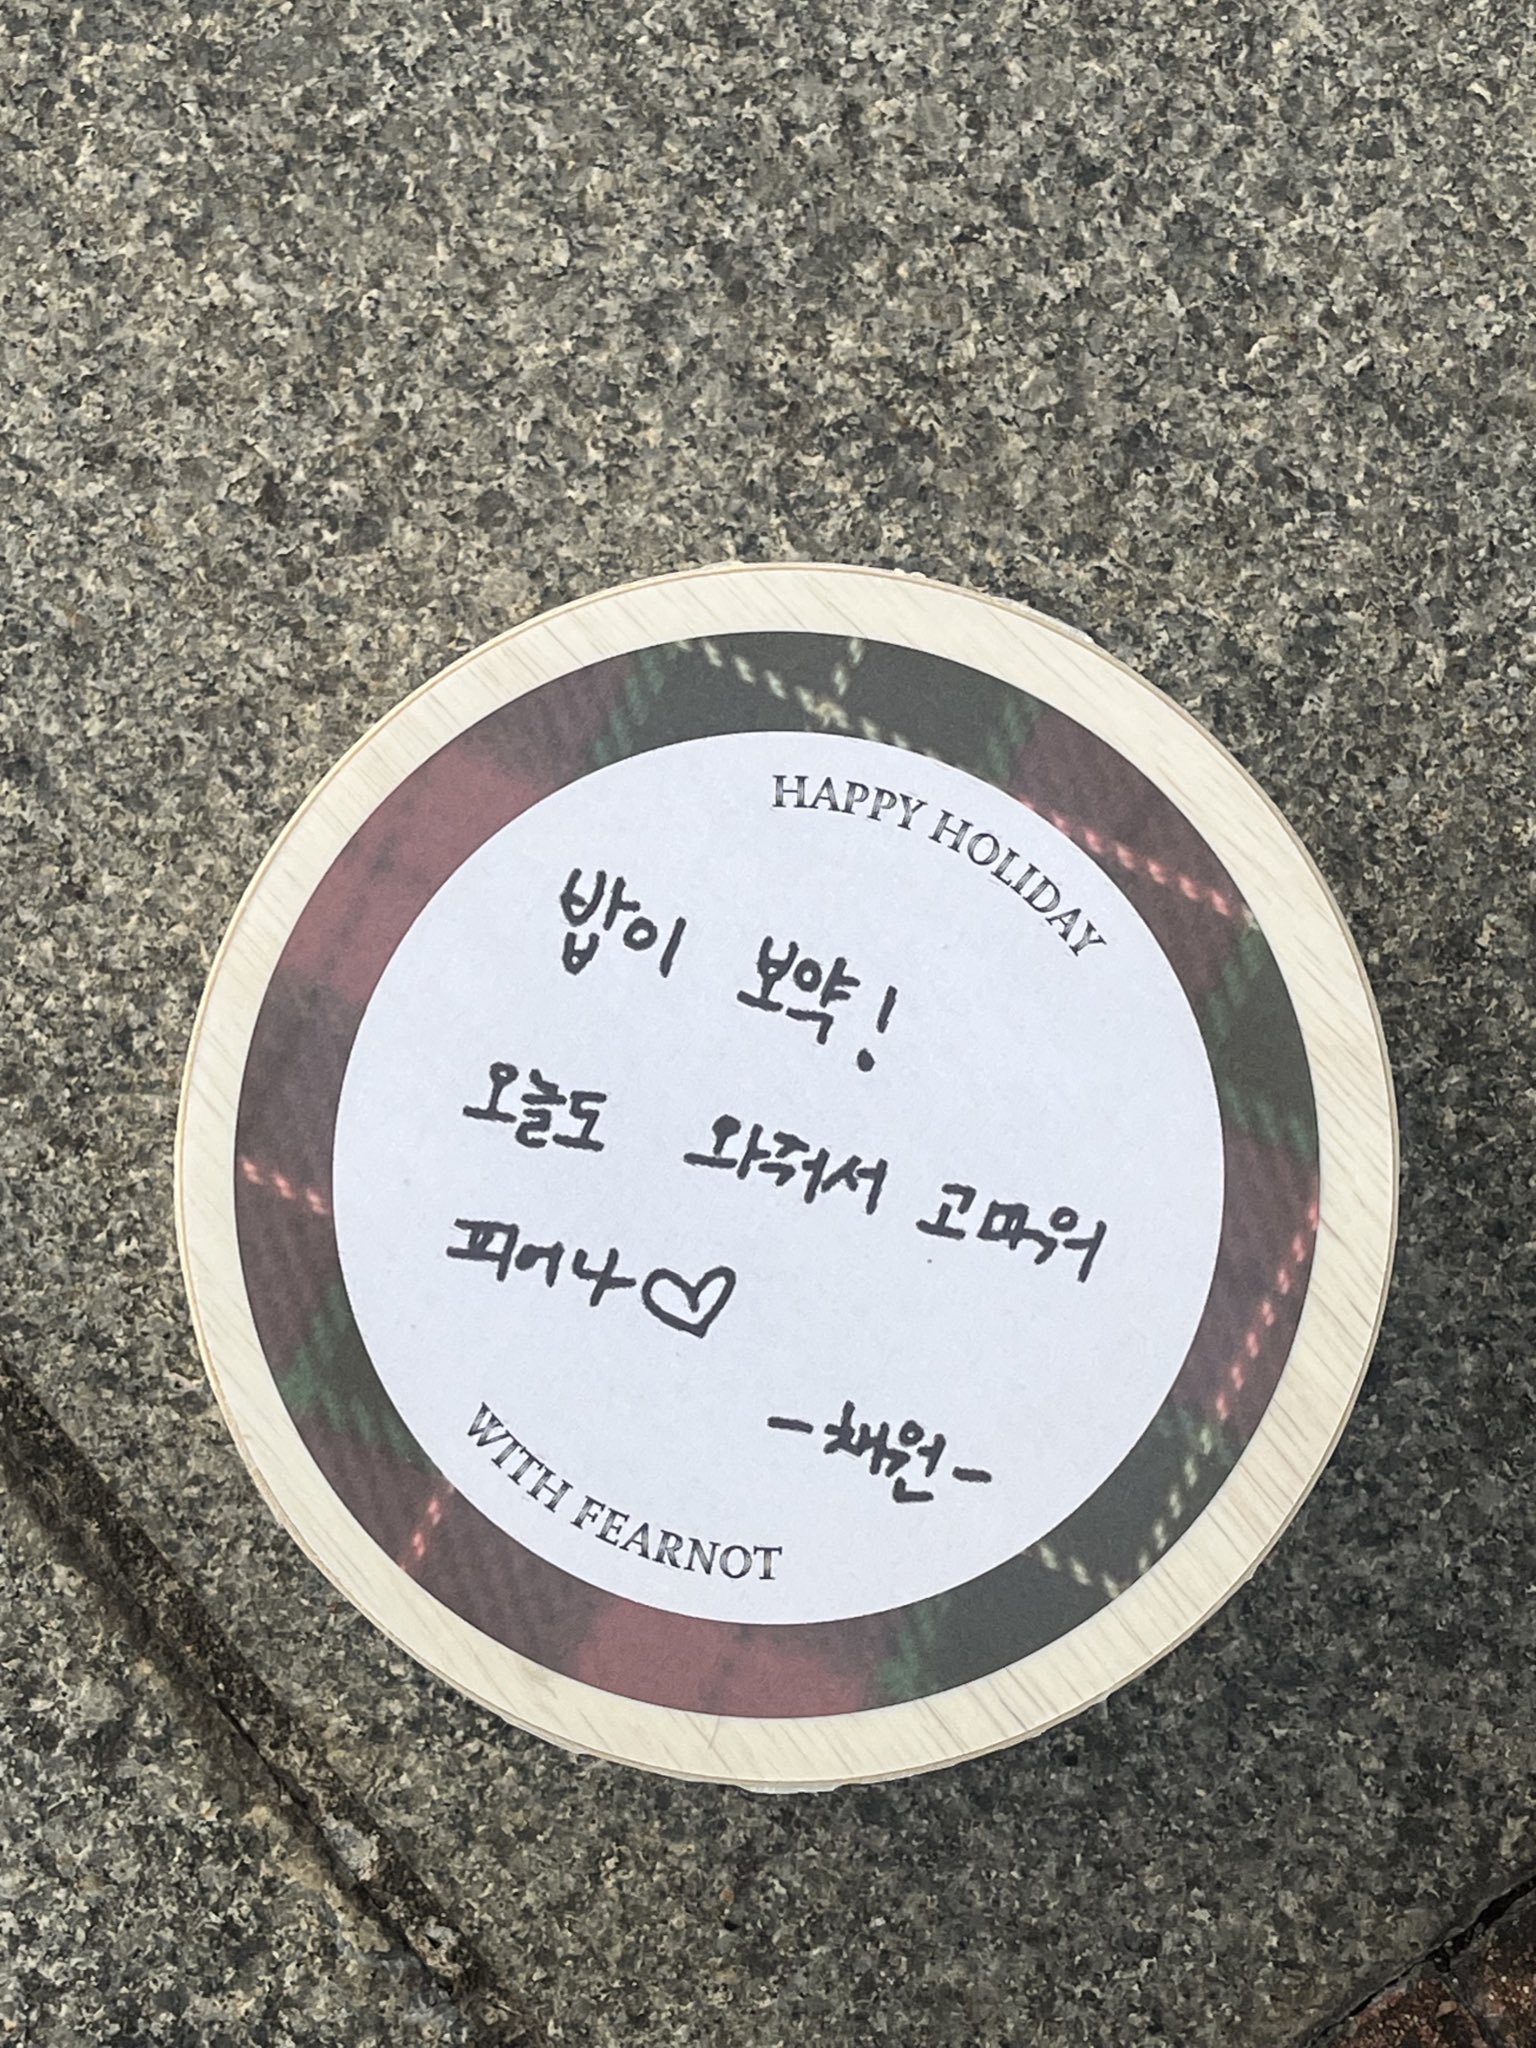 HAPPY HOLIDAY
밥이 보약!
오늘도 와줘서 고마워
피어나♡
-채원-
WITH FEARNOT